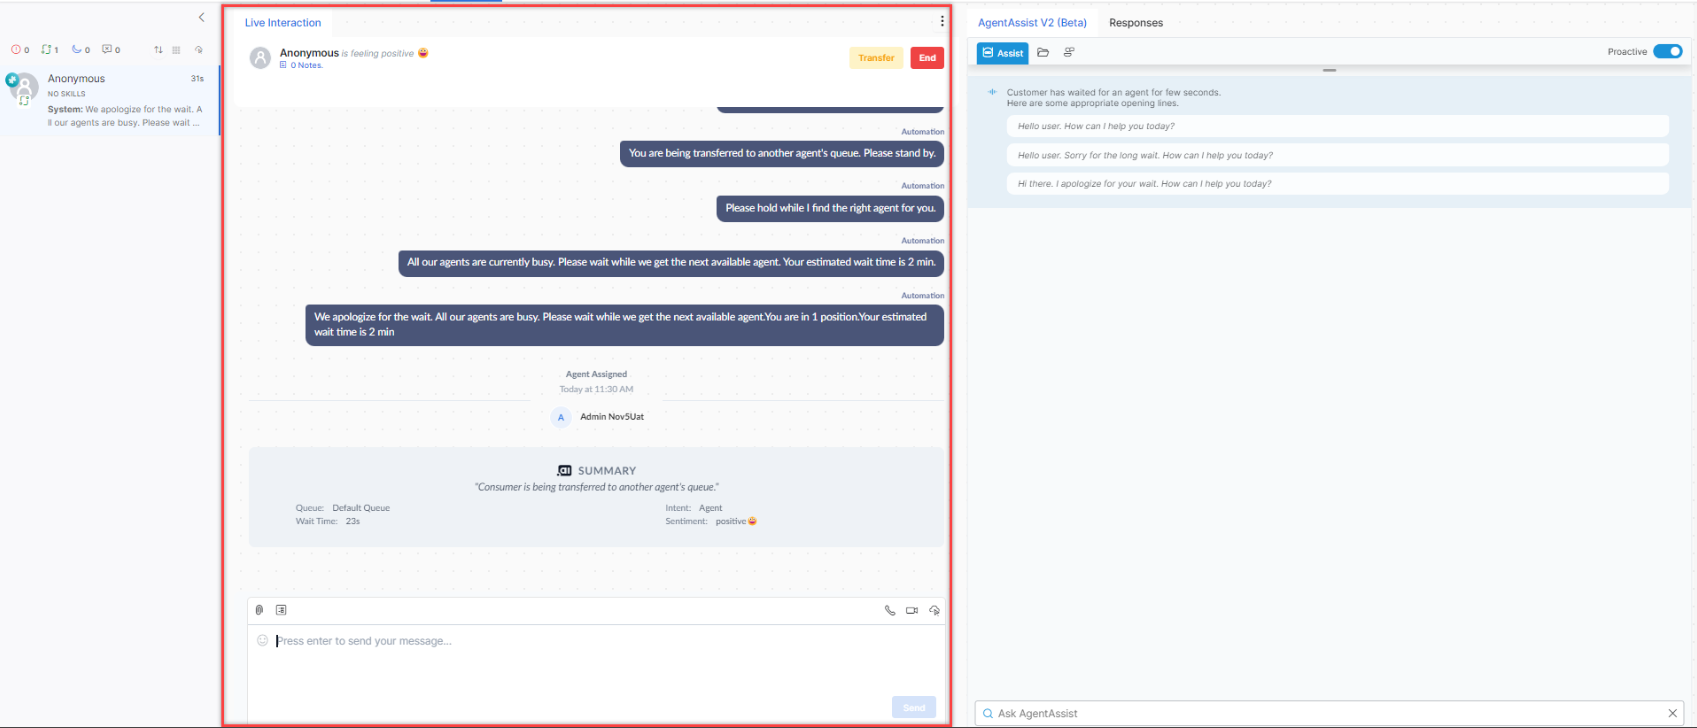 Live Interaction
AgentAssist V2 (Beta) Responses
0 1 0 0
Anonymous 31s
NO SKILLS
System: We apologize for the wait. A
ll our agents are busy. Please wait ...
Anonymous is feeling positive
0 Notes.
Transfer End
Automation
You are being transferred to another agent's queue. Please stand by.
Automation
Please hold while I find the right agent for you.
Automation
All our agents are currently busy. Please wait while we get the next available agent. Your estimated wait time is 2 min.
Automation
We apologize for the wait. All our agents are busy. Please wait while we get the next available agent.You are in 1 position.Your estimated
wait time is 2 min
Agent Assigned
Today at 11:30 AM
A Admin Nov5Uat
SUMMARY
"Consumer is being transferred to another agent's queue."
Queue: Default Queue Intent: Agent
Wait Time: 23s Sentiment: positive
Press enter to send your message...
Send
Assist Proactive
Customer has waited for an agent for few seconds.
Here are some appropriate opening lines.
Hello user. How can I help you today?
Hello user. Sorry for the long wait. How can I help you today?
Hi there. I apologize for your wait. How can I help you today?
Ask AgentAssist